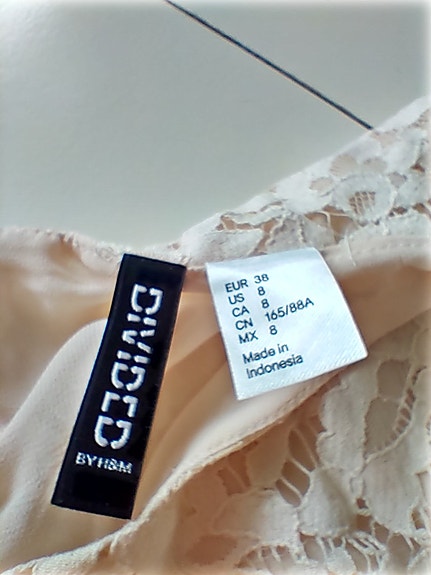 DIVIDED
BY H&M
EUR 38
US 8
CA 8
CN 165/88A
MX 8
Made in
Indonesia